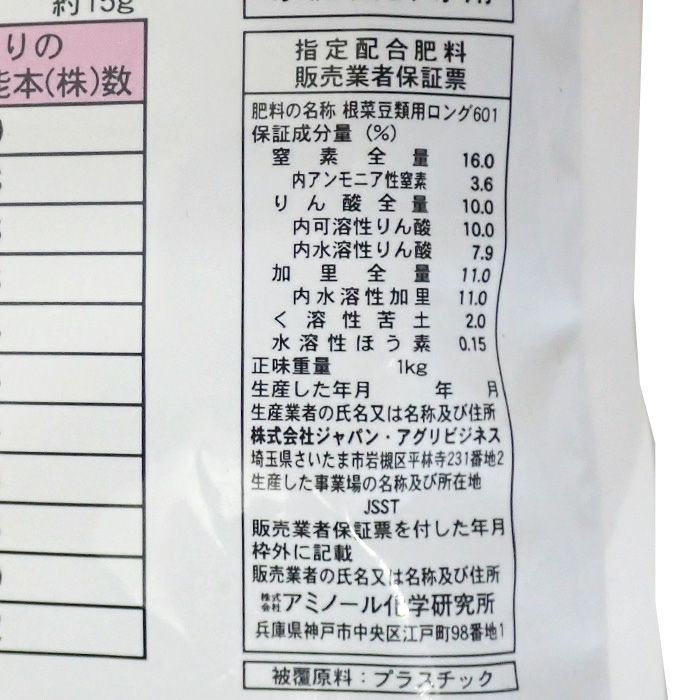 約15g
りの
本(株)数
指定配合肥料
販売業者保証票
肥料の名称 根菜豆類用ロング601
保証成分量(%)
窒素全量 16.0
内アンモニア性窒素 3.6
りん酸全量 10.0
内可溶性りん酸 10.0
内水溶性りん酸 7.9
加里全量 11.0
内水溶性加里 11.0
く溶性苦土 2.0
水溶性ほう素 0.15
正味重量 1kg
生産した年月 年 月
生産業者の氏名又は名称及び住所
株式会社ジャパン・アグリビジネス
埼玉県さいたま市岩槻区平林寺231番地2
生産した事業場の名称及び所在地
JSST
販売業者保証票を付した年月
枠外に記載
販売業者の氏名又は名称及び住所
株式会社アミノール化学研究所
兵庫県神戸市中央区江戸町98番地1
被覆原料:プラスチック